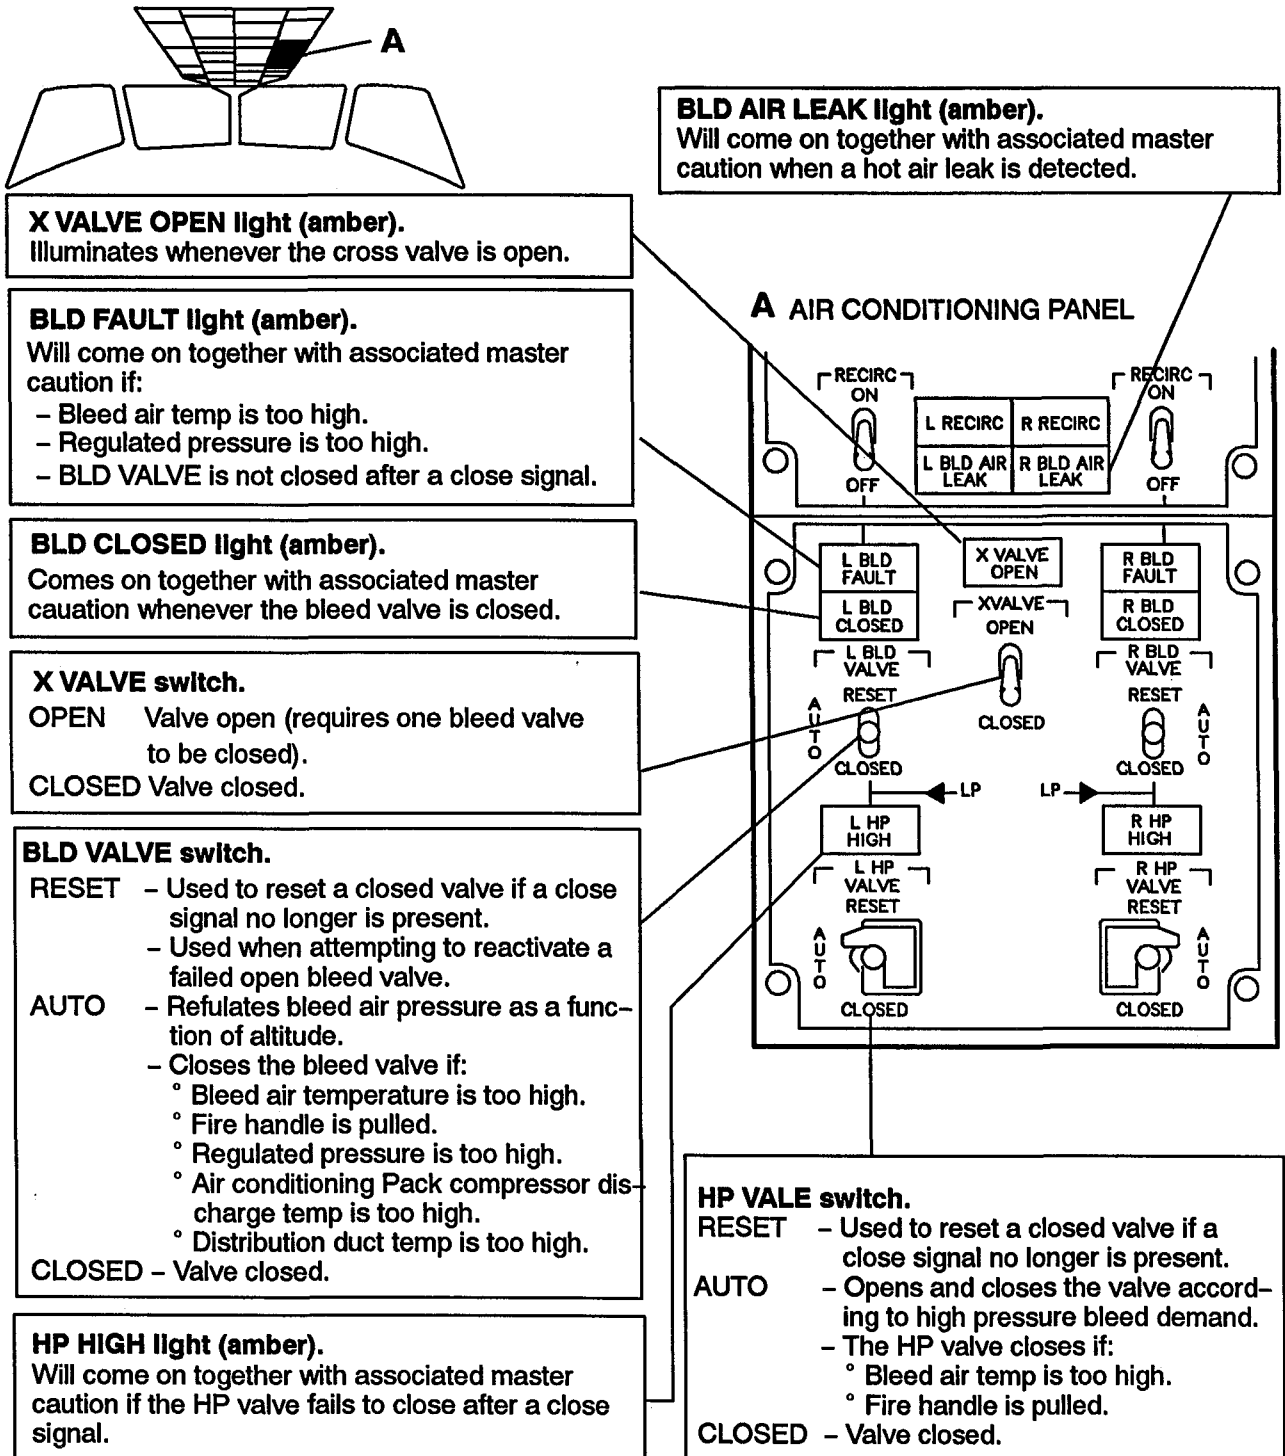 A
BLD AIR LEAK light (amber).
Will come on together with associated master
caution when a hot air leak is detected.
X VALVE OPEN light (amber).
Illuminates whenever the cross valve is open.
BLD FAULT light (amber).
Will come on together with associated master
caution if:
– Bleed air temp is too high.
– Regulated pressure is too high.
– BLD VALVE is not closed after a close signal.
BLD CLOSED light (amber).
Comes on together with associated master
cauation whenever the bleed valve is closed.
X VALVE switch.
OPEN Valve open (requires one bleed valve
to be closed).
CLOSED Valve closed.
BLD VALVE switch.
RESET – Used to reset a closed valve if a close
signal no longer is present.
– Used when attempting to reactivate a
failed open bleed valve.
AUTO – Refulates bleed air pressure as a func–
tion of altitude.
– Closes the bleed valve if:
° Bleed air temperature is too high.
° Fire handle is pulled.
° Regulated pressure is too high.
° Air conditioning Pack compressor dis–
charge temp is too high.
° Distribution duct temp is too high.
CLOSED – Valve closed.
HP HIGH light (amber).
Will come on together with associated master
caution if the HP valve fails to close after a close
signal.
A AIR CONDITIONING PANEL
RECIRC RECIRC
ON ON
L RECIRC R RECIRC
L BLD AIR LEAK R BLD AIR LEAK
OFF OFF
L BLD FAULT X VALVE OPEN R BLD FAULT
L BLD CLOSED XVALVE R BLD CLOSED
OPEN
L BLD VALVE R BLD VALVE
RESET RESET
AUTO CLOSED AUTO
CLOSED CLOSED
LP LP
L HP HIGH R HP HIGH
L HP VALVE R HP VALVE
RESET RESET
AUTO AUTO
CLOSED CLOSED
HP VALE switch.
RESET – Used to reset a closed valve if a
close signal no longer is present.
AUTO – Opens and closes the valve accord–
ing to high pressure bleed demand.
– The HP valve closes if:
° Bleed air temp is too high.
° Fire handle is pulled.
CLOSED – Valve closed.